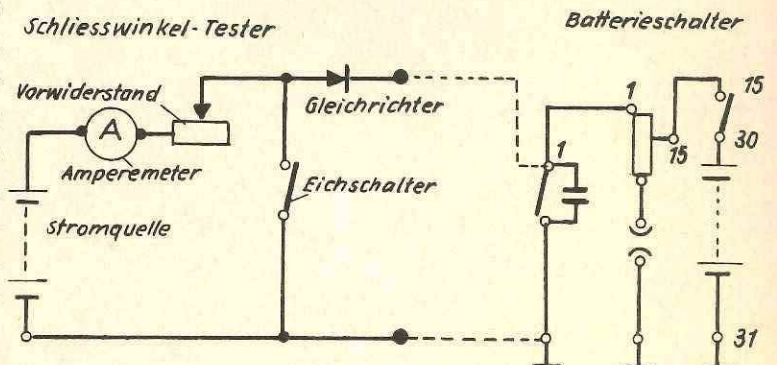 Schliesswinkel-Tester
Batterieschalter
Vorwiderstand
A
Amperemeter
Stromquelle
Gleichrichter
Eichschalter
1
1
15
15
30
31